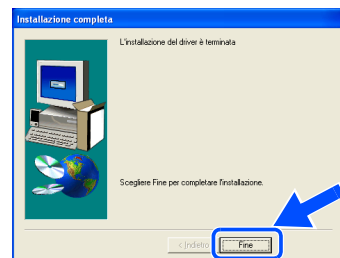 Installazione completa
L'installazione del driver è terminata
Scegliere Fine per completare l'installazione.
< Indietro
Fine